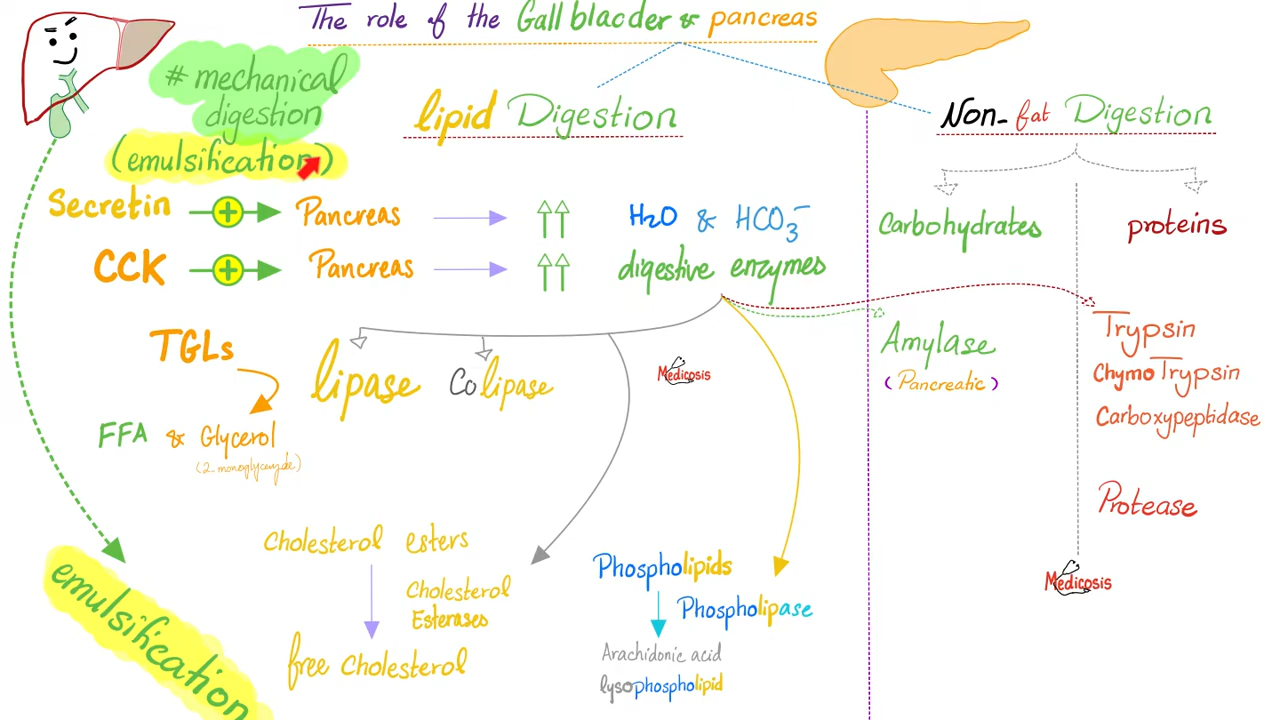 The role of the Gall bladder & pancreas
# mechanical
digestion
(emulsification)
lipid Digestion
Non-fat Digestion
Secretin + Pancreas H2O & HCO3-
CCK + Pancreas digestive enzymes
Carbohydrates
proteins
TGLs
FFA & Glycerol
(2-monoglyceryde)
lipase
Colipase
Medicosis
Amylase
(Pancreatic)
Trypsin
ChymoTrypsin
Carboxypeptidase
Protease
Medicosis
Cholesterol esters
Cholesterol
Esterases
free Cholesterol
Phospholipids
Phospholipase
Arachidonic acid
lysophospholipid
emulsification